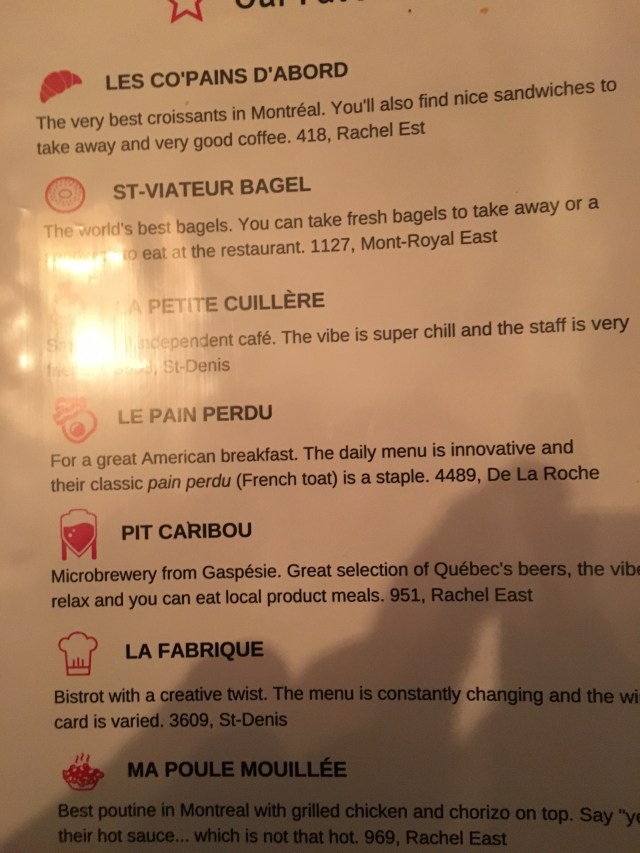 LES CO'PAINS D'ABORD
The very best croissants in Montréal. You'll also find nice sandwiches to
take away and very good coffee. 418, Rachel Est
ST-VIATEUR BAGEL
The world's best bagels. You can take fresh bagels to take away or a
to eat at the restaurant. 1127, Mont-Royal East
LA PETITE CUILLÈRE
independent café. The vibe is super chill and the staff is very
St-Denis
LE PAIN PERDU
For a great American breakfast. The daily menu is innovative and
their classic pain perdu (French toat) is a staple. 4489, De La Roche
PIT CARIBOU
Microbrewery from Gaspésie. Great selection of Québec's beers, the vibe
relax and you can eat local product meals. 951, Rachel East
LA FABRIQUE
Bistrot with a creative twist. The menu is constantly changing and the wi
card is varied. 3609, St-Denis
MA POULE MOUILLÉE
Best poutine in Montreal with grilled chicken and chorizo on top. Say "ye
their hot sauce... which is not that hot. 969, Rachel East